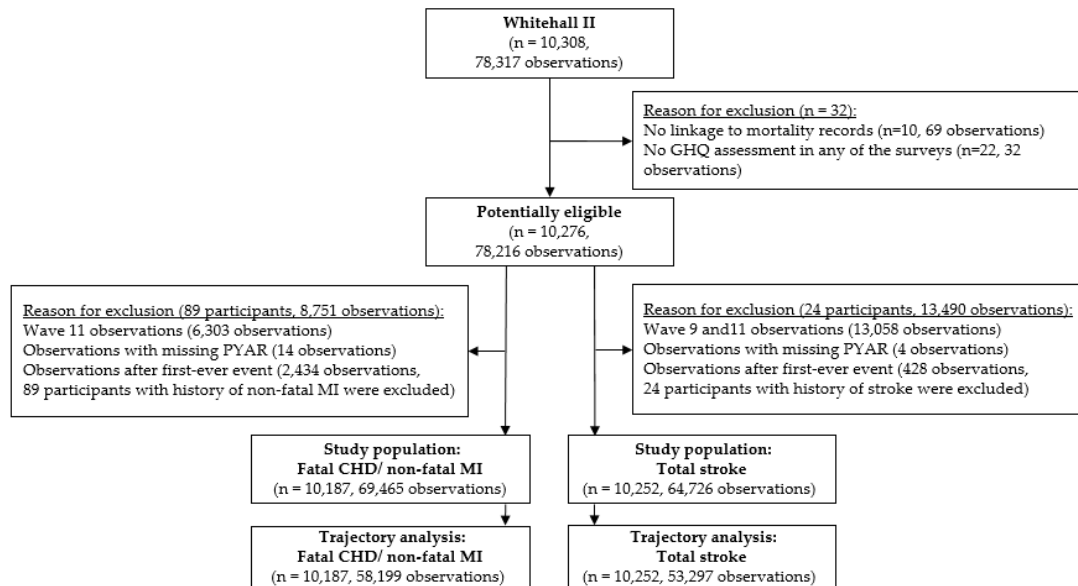 Whitehall II
(n = 10,308,
78,317 observations)
Reason for exclusion (n = 32):
No linkage to mortality records (n=10, 69 observations)
No GHQ assessment in any of the surveys (n=22, 32
observations)
Potentially eligible
(n = 10,276,
78,216 observations)
Reason for exclusion (89 participants, 8,751 observations):
Wave 11 observations (6,303 observations)
Observations with missing PYAR (14 observations)
Observations after first-ever event (2,434 observations,
89 participants with history of non-fatal MI were excluded)
Reason for exclusion (24 participants, 13,490 observations):
Wave 9 and11 observations (13,058 observations)
Observations with missing PYAR (4 observations)
Observations after first-ever event (428 observations,
24 participants with history of stroke were excluded)
Study population:
Fatal CHD/ non-fatal MI
(n = 10,187, 69,465 observations)
Study population:
Total stroke
(n = 10,252, 64,726 observations)
Trajectory analysis:
Fatal CHD/ non-fatal MI
(n = 10,187, 58,199 observations)
Trajectory analysis:
Total stroke
(n = 10,252, 53,297 observations)